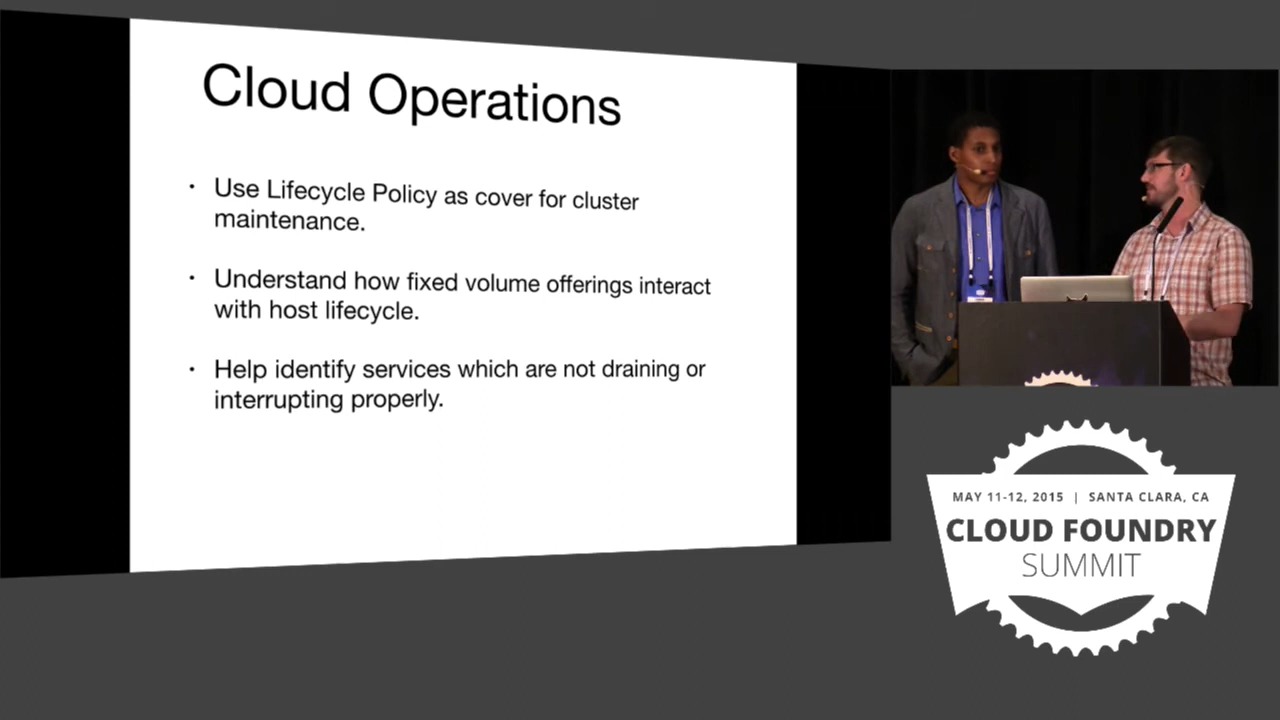 Cloud Operations
· Use Lifecycle Policy as cover for cluster
maintenance.
· Understand how fixed volume offerings interact
with host lifecycle.
· Help identify services which are not draining or
interrupting properly.
MAY 11-12, 2015 | SANTA CLARA, CA
CLOUD FOUNDRY
SUMMIT